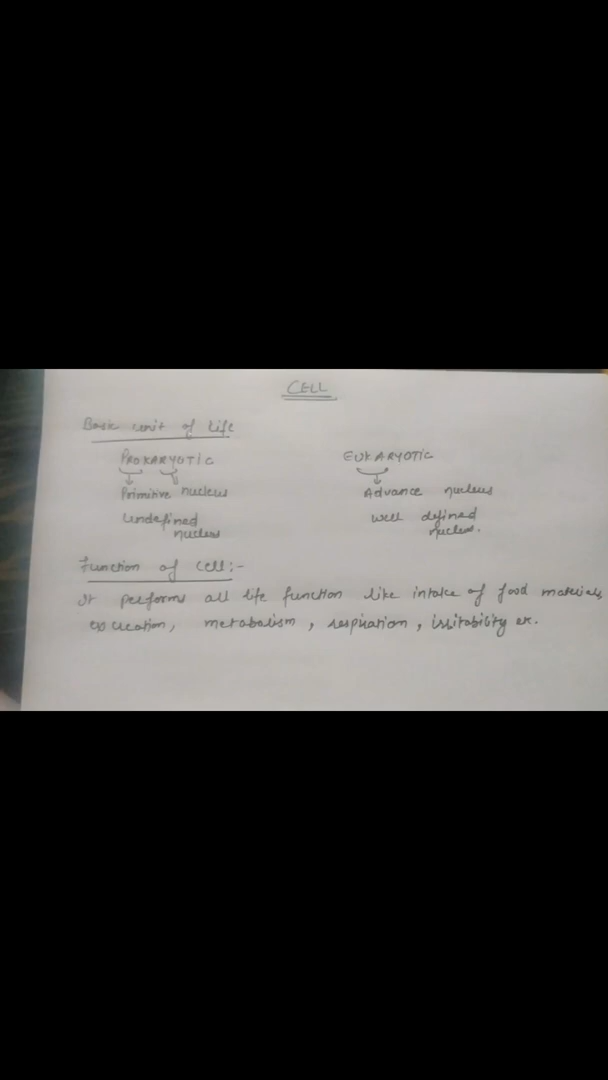 CELL
Basic unit of life
PROKARYOTIC EUKARYOTIC
Primitive nucleus Advance nucleus
Undefined nucleus well defined nucleus.
Function of cell:-
It performs all life function like intake of food materials,
excreation, metabolism, respiration, irritability etc.